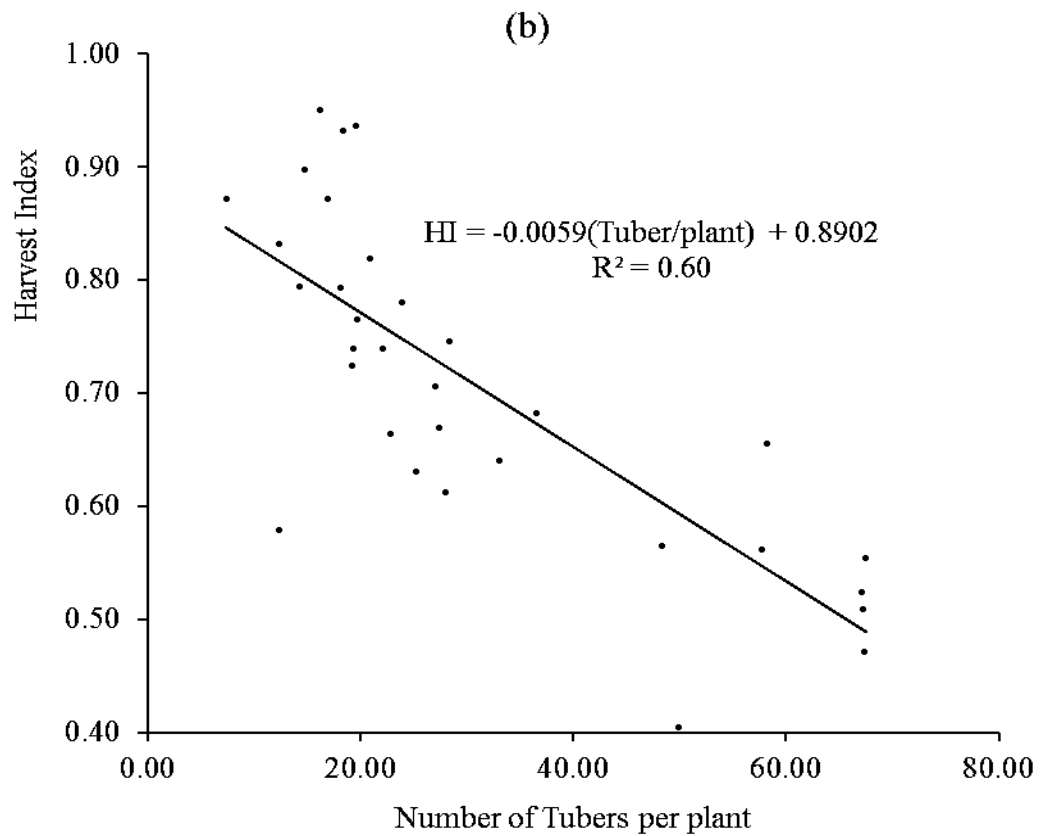 (b)
1.00
0.90
0.80
0.70
0.60
0.50
0.40
Harvest Index
HI = -0.0059(Tuber/plant) + 0.8902
R² = 0.60
0.00 20.00 40.00 60.00 80.00
Number of Tubers per plant